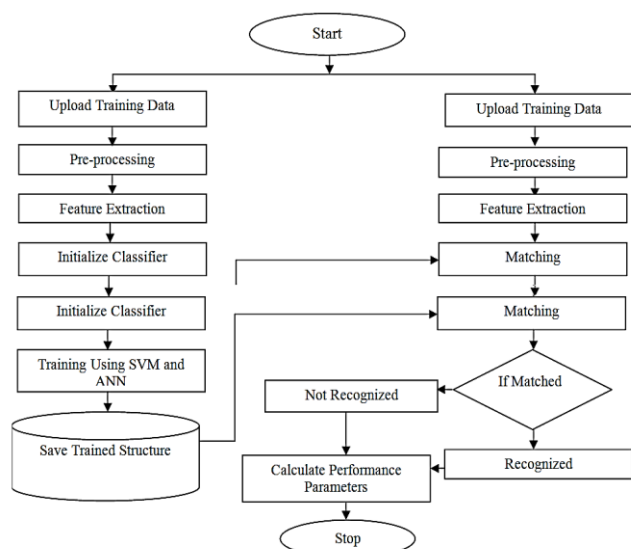 Start
Upload Training Data
Pre-processing
Feature Extraction
Initialize Classifier
Initialize Classifier
Training Using SVM and
ANN
Save Trained Structure
Upload Training Data
Pre-processing
Feature Extraction
Matching
Matching
If Matched
Not Recognized
Recognized
Calculate Performance
Parameters
Stop